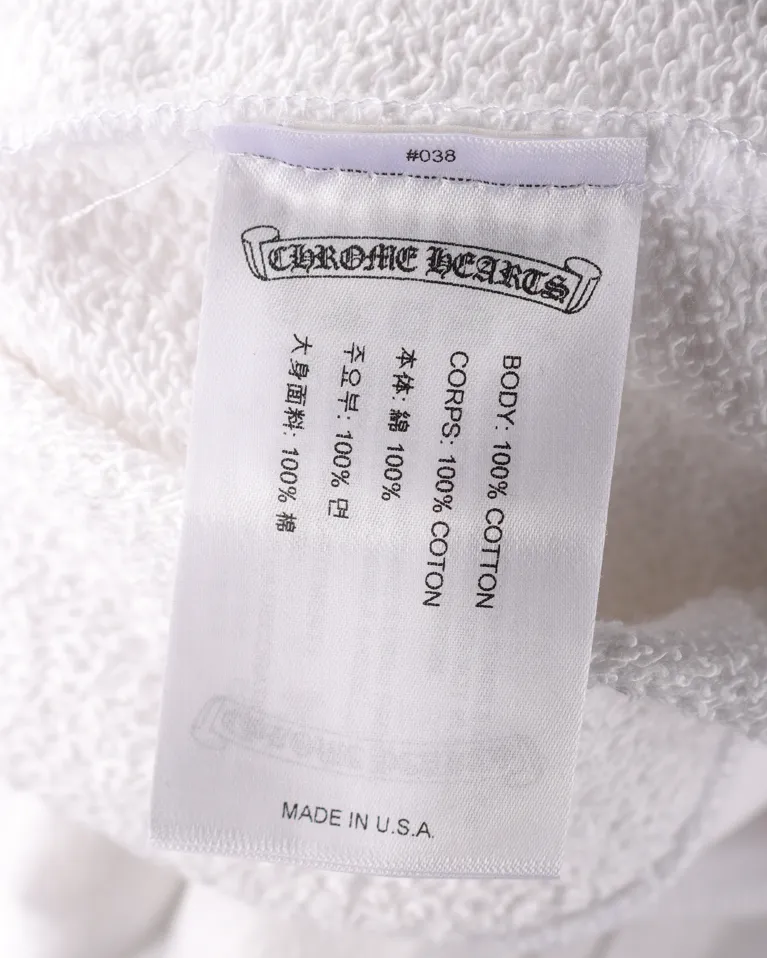 #038
CHROME HEARTS
BODY: 100% COTTON
CORPS: 100% COTON
本体: 綿 100%
주요부: 100% 면
大身面料: 100% 棉
MADE IN U.S.A.